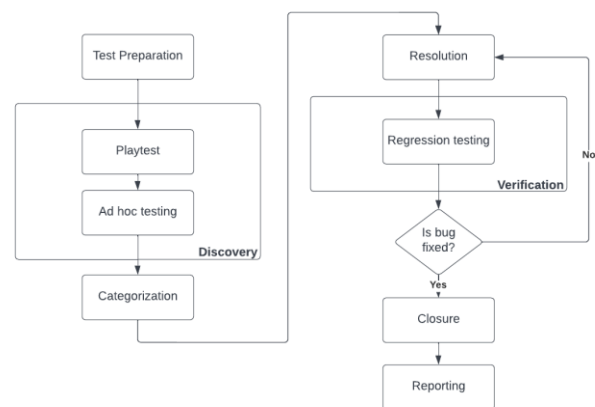 Test Preparation
Playtest
Ad hoc testing
Discovery
Categorization
Resolution
Regression testing
Verification
Is bug
fixed?
No
Yes
Closure
Reporting